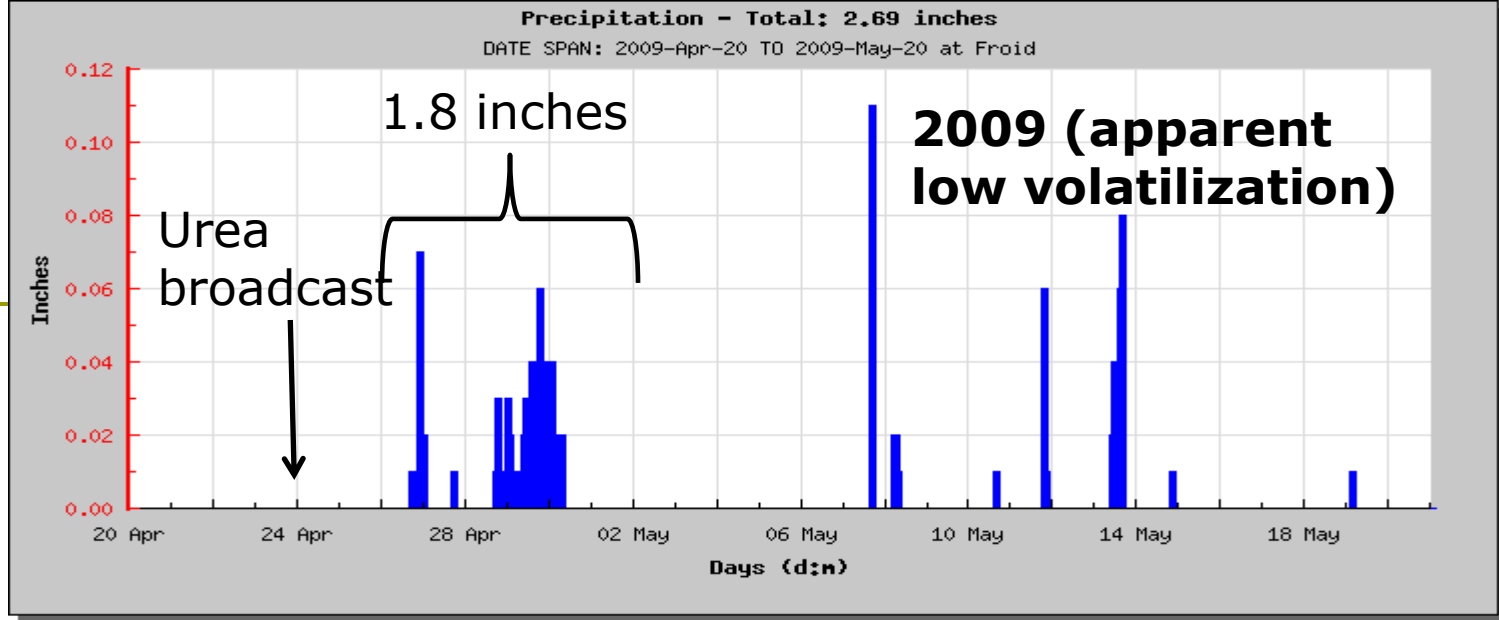 Precipitation - Total: 2.69 inches
DATE SPAN: 2009-Apr-20 TO 2009-May-20 at Froid
1.8 inches
2009 (apparent
low volatilization)
Urea
broadcast
Inches
0.12
0.10
0.08
0.06
0.04
0.02
0.00
20 Apr 24 Apr 28 Apr 02 May 06 May 10 May 14 May 18 May
Days (d:m)